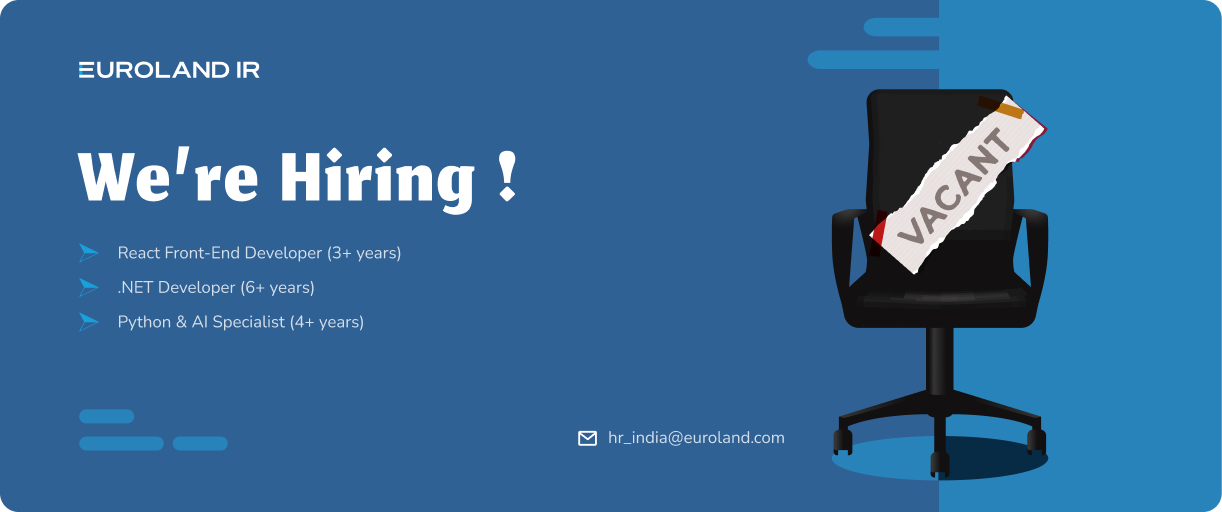 EUROLAND IR
We're Hiring !
React Front-End Developer (3+ years)
.NET Developer (6+ years)
Python & AI Specialist (4+ years)
hr_india@euroland.com
VACANT